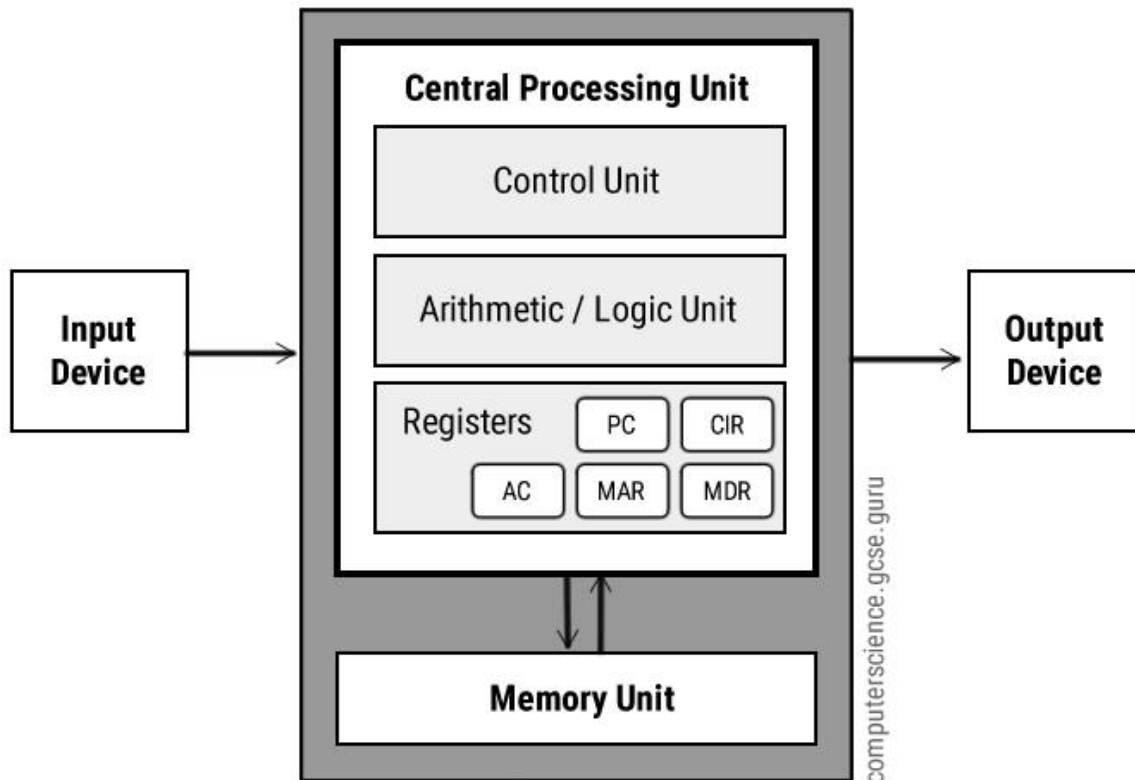 Central Processing Unit
Control Unit
Arithmetic / Logic Unit
Registers
PC
CIR
AC
MAR
MDR
Input
Device
Output
Device
Memory Unit
computerscience.gcse.guru